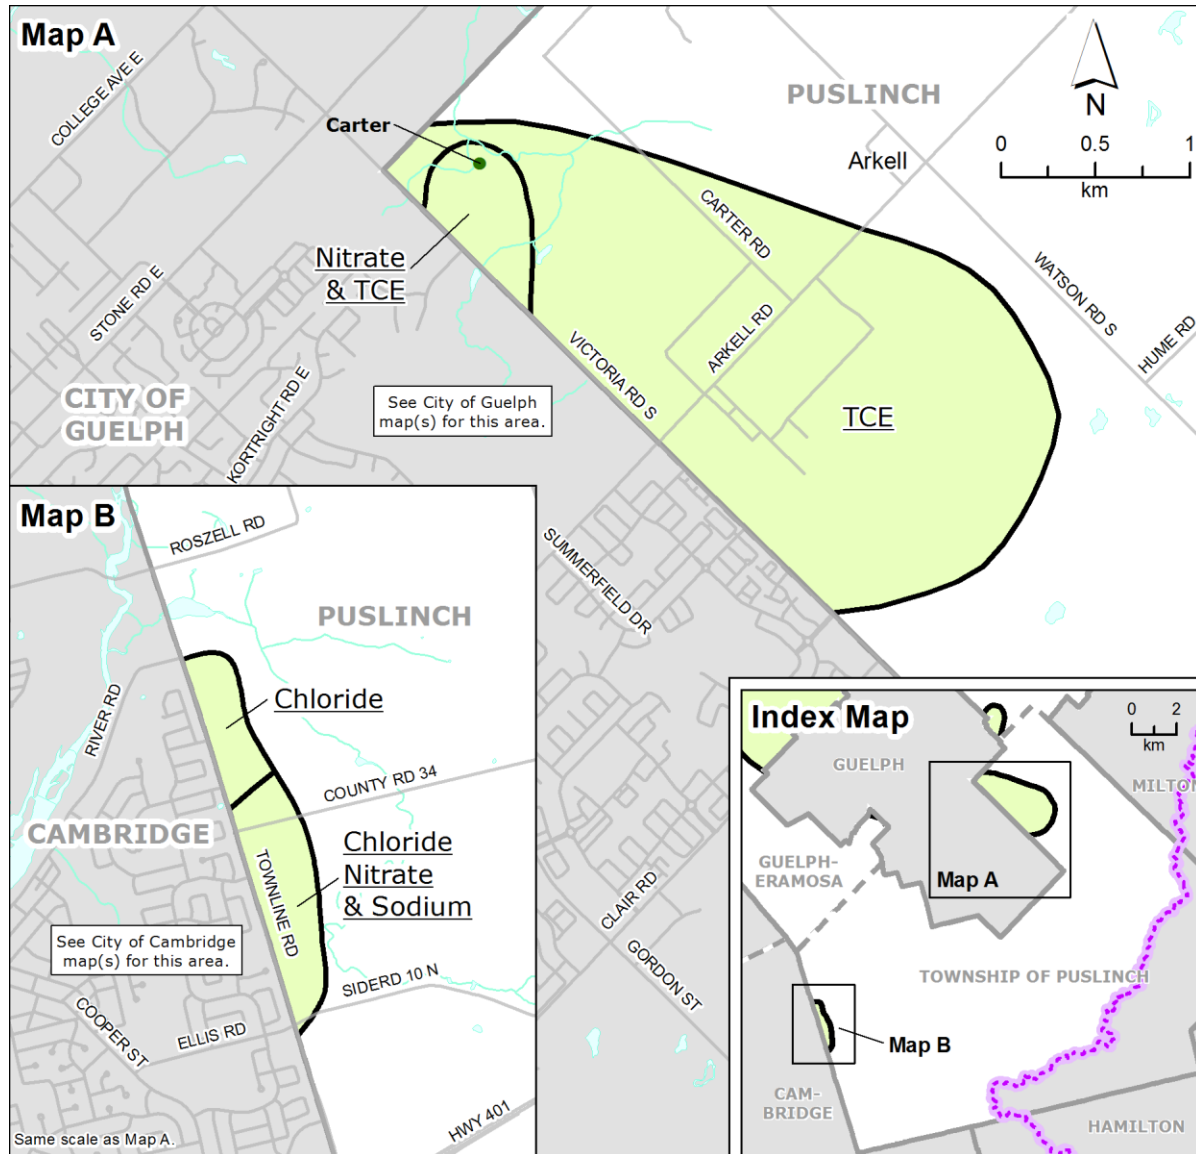 Map A
COLLEGE AVE E
Carter
PUSLINCH
Arkell
N
0 0.5 1
km
CARTER RD
WATSON RD S
HUME RD
Nitrate
& TCE
STONE RD E
ARKELL RD
VICTORIA RD S
CITY OF
GUELPH
KORTRIGHT RD E
See City of Guelph
map(s) for this area.
TCE
SUMMERFIELD DR
CLAIR RD
GORDON ST
Map B
ROSZELL RD
PUSLINCH
RIVER RD
Chloride
COUNTY RD 34
CAMBRIDGE
Chloride
Nitrate
& Sodium
TOWNLINE RD
See City of Cambridge
map(s) for this area.
SIDERD 10 N
COOPER ST
ELLIS RD
HWY 401
Same scale as Map A.
Index Map
0 2
km
GUELPH
MILTON
GUELPH-
ERAMOSA
Map A
TOWNSHIP OF PUSLINCH
Map B
CAM-
BRIDGE
HAMILTON